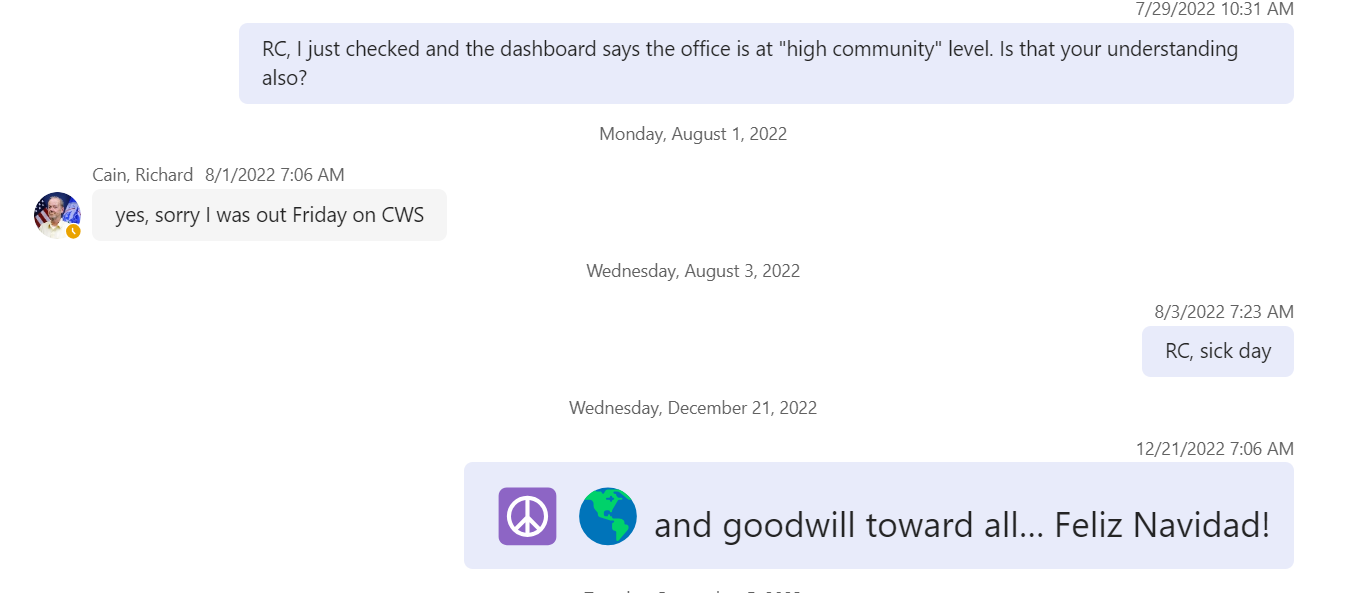 7/29/2022 10:31 AM
RC, I just checked and the dashboard says the office is at "high community" level. Is that your understanding
also?
Monday, August 1, 2022
Cain, Richard 8/1/2022 7:06 AM
yes, sorry I was out Friday on CWS
Wednesday, August 3, 2022
8/3/2022 7:23 AM
RC, sick day
Wednesday, December 21, 2022
12/21/2022 7:06 AM
and goodwill toward all... Feliz Navidad!